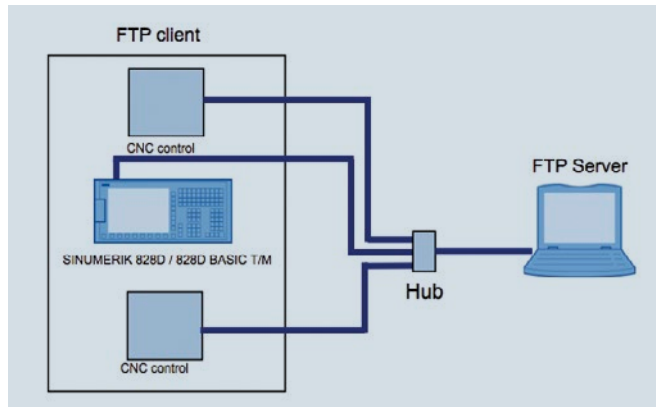 FTP client
CNC control
SINUMERIK 828D / 828D BASIC T/M
CNC control
Hub
FTP Server